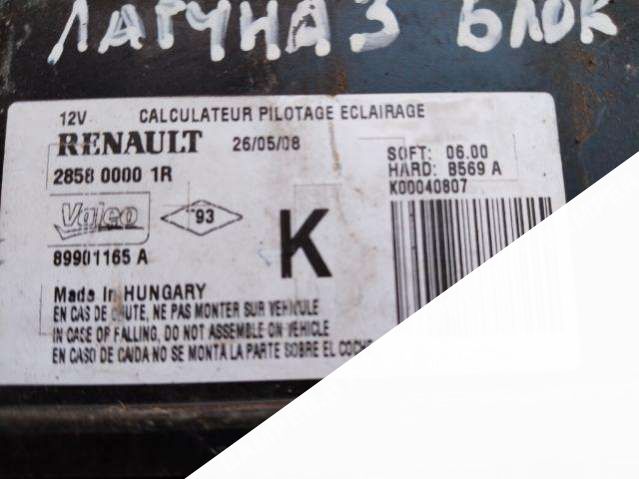 ЛАГУНА 3 БЛОК
12V CALCULATEUR PILOTAGE ECLAIRAGE
RENAULT 26/05/08
2858 0000 1R
SOFT: 06.00
HARD: B569 A
K00040807
Valeo 93 K
89901165 A
Made in HUNGARY
EN CAS DE CHUTE, NE PAS MONTER SUR VEHICULE
IN CASE OF FALLING, DO NOT ASSEMBLE ON VEHICLE
EN CASO DE CAIDA NO SE MONTA LA PARTE SOBRE EL